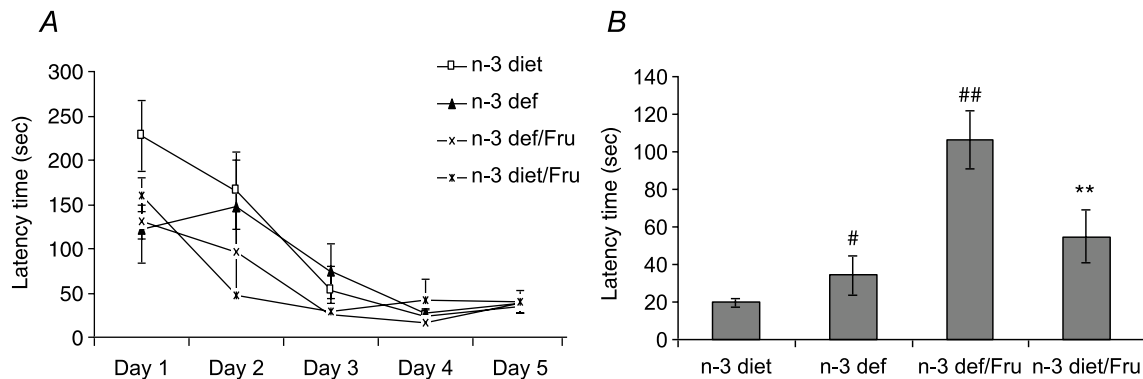 A
300
250
200
150
100
50
0
Latency time (sec)
Day 1 Day 2 Day 3 Day 4 Day 5
n-3 diet
n-3 def
n-3 def/Fru
n-3 diet/Fru
B
140
120
100
80
60
40
20
0
Latency time (sec)
#
##
**
n-3 diet n-3 def n-3 def/Fru n-3 diet/Fru